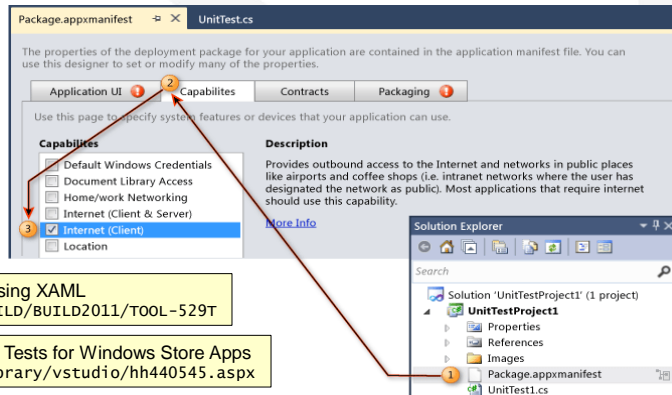 Package.appxmanifest
UnitTest.cs
The properties of the deployment package for your application are contained in the application manifest file. You can
use this designer to set or modify many of the properties.
Application UI
2
Capabilites
Contracts
Packaging
Use this page to specify system features or devices that your application can use.
Capabilites
Default Windows Credentials
Document Library Access
Home/work Networking
Internet (Client & Server)
3
Internet (Client)
Location
Description
Provides outbound access to the Internet and networks in public places
like airports and coffee shops (i.e. intranet networks where the user has
designated the network as public). Most applications that require internet
should use this capability.
More Info
Solution Explorer
Search
Solution 'UnitTestProject1' (1 project)
UnitTestProject1
Properties
References
Images
1
Package.appxmanifest
UnitTest1.cs
sing XAML
ILD/BUILD2011/TOOL-529T
Tests for Windows Store Apps
brary/vstudio/hh440545.aspx